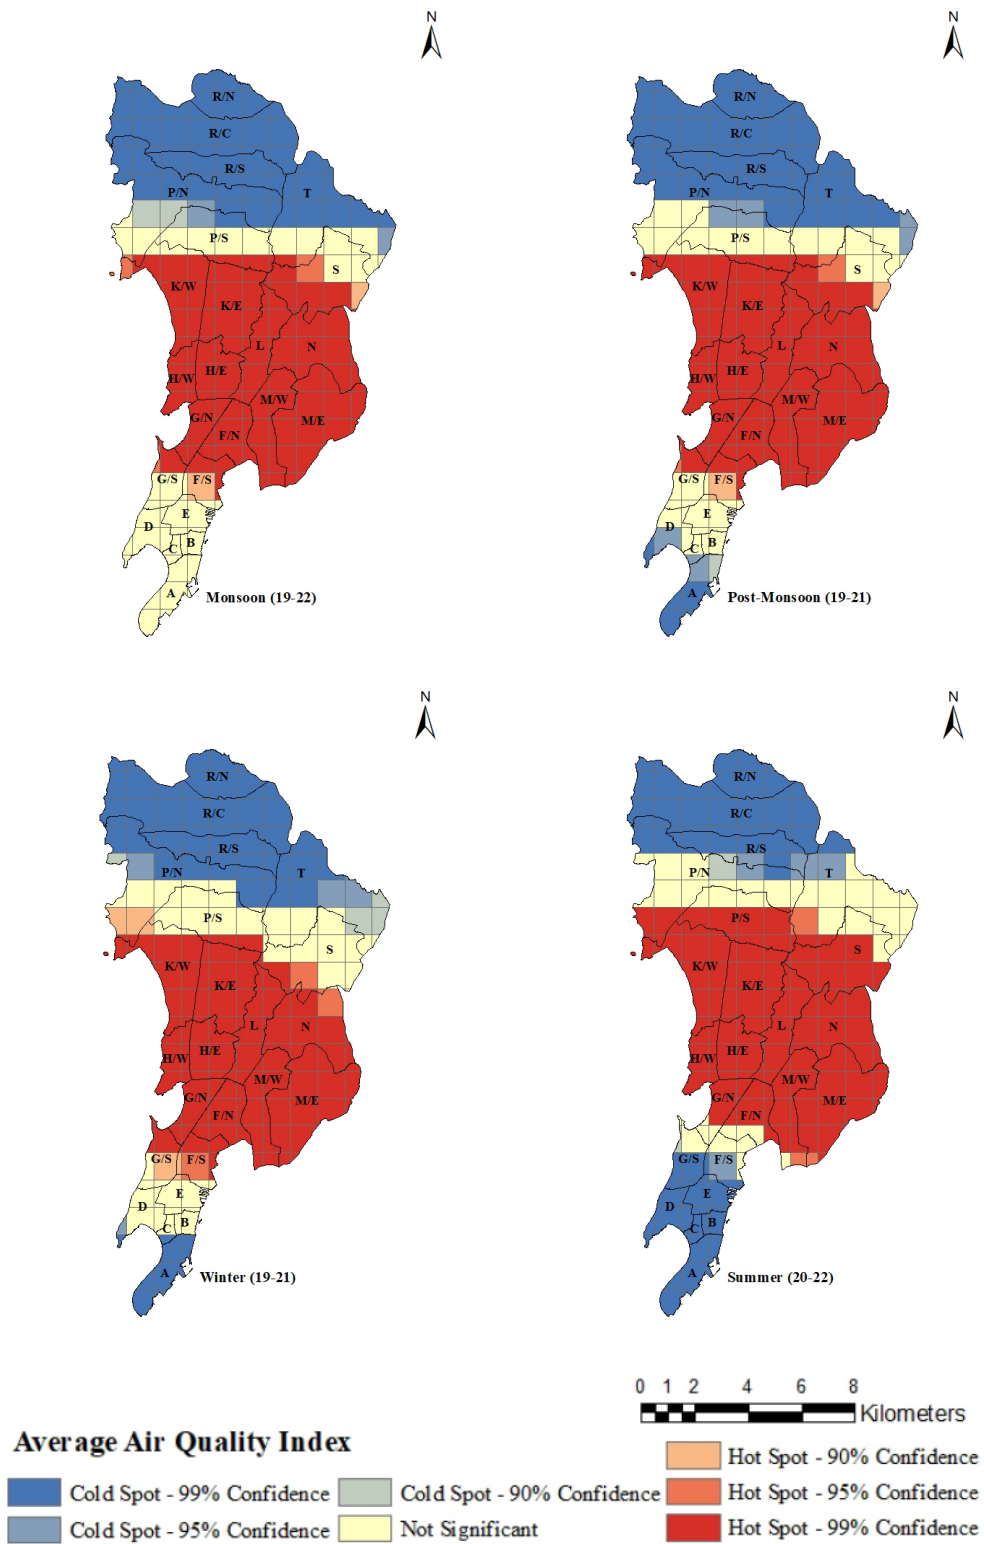 N
N
R/N
R/C
R/S
P/N
T
P/S
S
K/W
K/E
L
N
H/W
H/E
M/W
G/N
M/E
F/N
G/S
F/S
E
D
B
C
A
Monsoon (19-22)
R/N
R/C
R/S
P/N
T
P/S
S
K/W
K/E
L
N
H/W
H/E
M/W
G/N
M/E
F/N
G/S
F/S
E
D
B
C
A
Post-Monsoon (19-21)
N
N
R/N
R/C
R/S
P/N
T
P/S
S
K/W
K/E
L
N
H/W
H/E
M/W
G/N
M/E
F/N
G/S
F/S
E
D
B
C
A
Winter (19-21)
R/N
R/C
R/S
P/N
T
P/S
S
K/W
K/E
L
N
H/W
H/E
M/W
G/N
M/E
F/N
G/S
F/S
E
D
B
C
A
Summer (20-22)
0 1 2 4 6 8
Kilometers
Average Air Quality Index
Cold Spot - 99% Confidence
Cold Spot - 95% Confidence
Cold Spot - 90% Confidence
Not Significant
Hot Spot - 90% Confidence
Hot Spot - 95% Confidence
Hot Spot - 99% Confidence